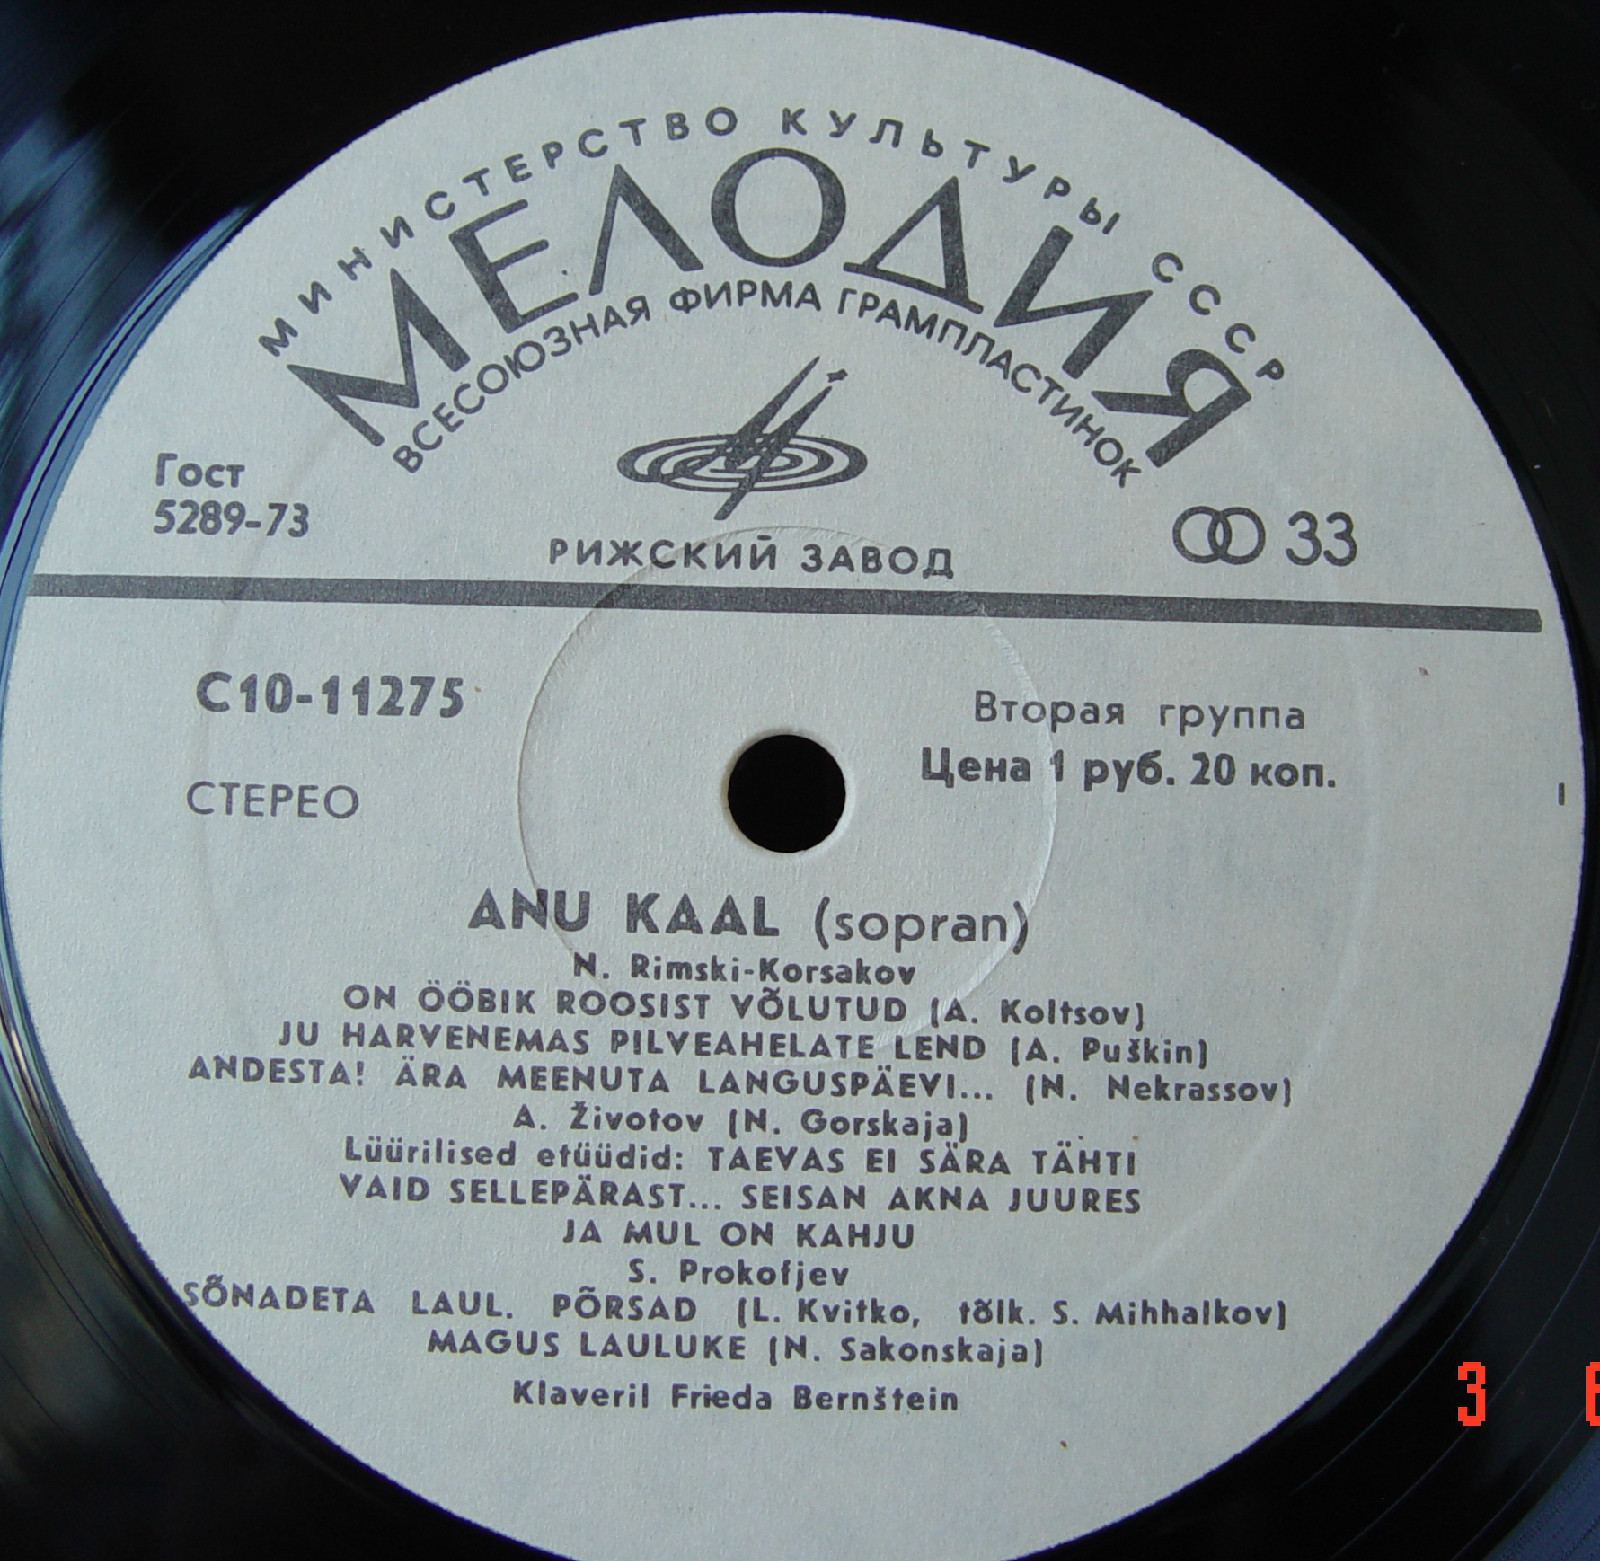 МИНИСТЕРСТВО КУЛЬТУРЫ СССР
МЕЛОДИЯ
ВСЕСОЮЗНАЯ ФИРМА ГРАМПЛАСТИНОК
Гост
5289-73
РИЖСКИЙ ЗАВОД
33
С10-11275
Вторая группа
Цена 1 руб. 20 коп.
СТЕРЕО
ANU KAAL (sopran)
N. Rimski-Korsakov
ON ÖÖBIK ROOSIST VÕLUTUD (A. Koltsov)
JU HARVENEMAS PILVEAHELATE LEND (A. Puškin)
ANDESTA! ÄRA MEENUTA LANGUSPÄEVI... (N. Nekrassov)
A. Životov (N. Gorskaja)
Lüürilised etüüdid: TAEVAS EI SÄRA TÄHTI
VAID SELLEPÄRAST... SEISAN AKNA JUURES
JA MUL ON KAHJU
S. Prokofjev
SÕNADETA LAUL. PÕRSAD (L. Kvitko, tõlk. S. Mihhalkov)
MAGUS LAULUKE (N. Sakonskaja)
Klaveril Frieda Bernštein
3